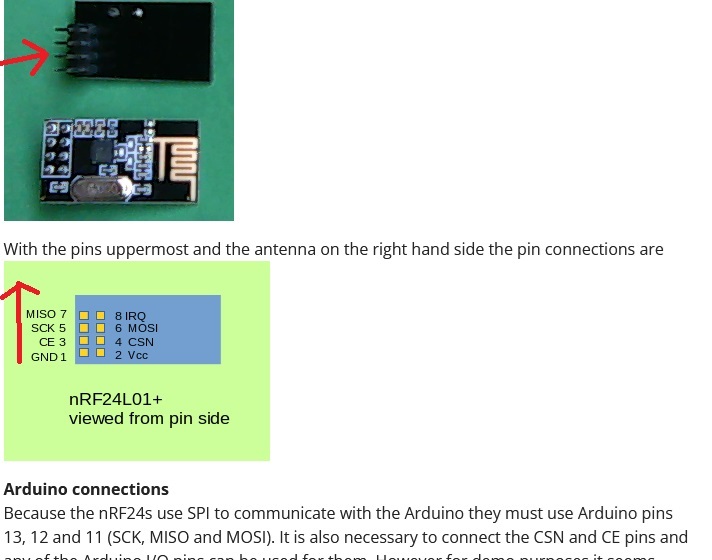 With the pins uppermost and the antenna on the right hand side the pin connections are
MISO 7 8 IRQ
SCK 5 6 MOSI
CE 3 4 CSN
GND 1 2 Vcc
nRF24L01+
viewed from pin side
Arduino connections
Because the nRF24s use SPI to communicate with the Arduino they must use Arduino pins
13, 12 and 11 (SCK, MISO and MOSI). It is also necessary to connect the CSN and CE pins and
any of the Arduino I/O pins can be used for them. However for demo purposes it seems